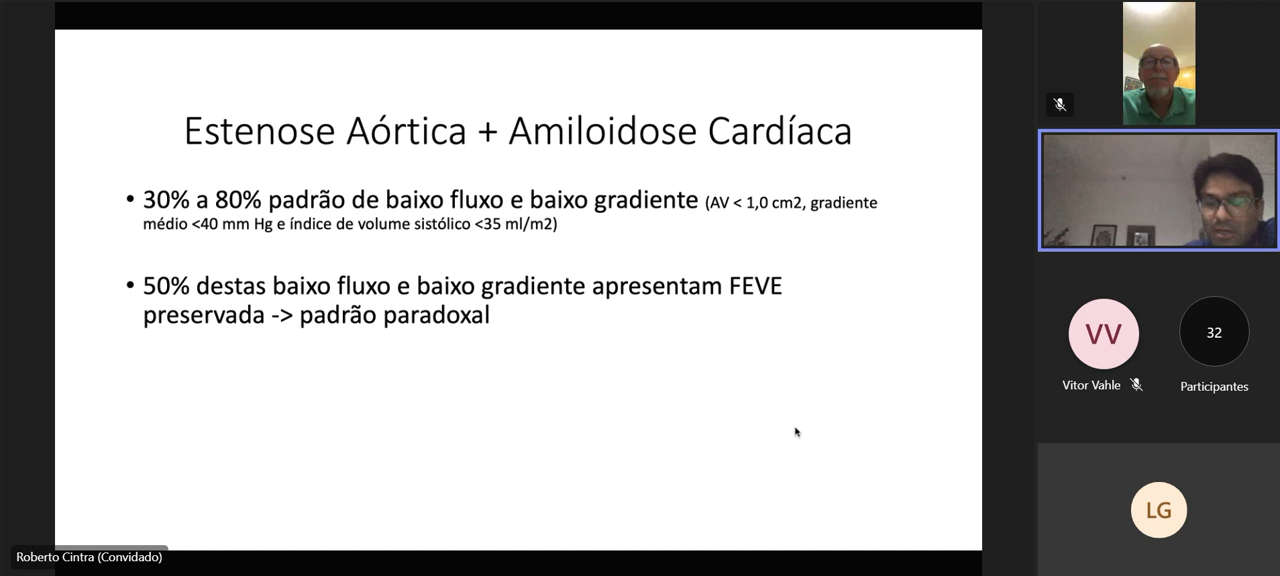 Estenose Aórtica + Amiloidose Cardíaca
• 30% a 80% padrão de baixo fluxo e baixo gradiente (AV < 1,0 cm2, gradiente
médio <40 mm Hg e índice de volume sistólico <35 ml/m2)
• 50% destas baixo fluxo e baixo gradiente apresentam FEVE
preservada -> padrão paradoxal
Roberto Cintra (Convidado)
VV
Vitor Vahle
32
Participantes
LG